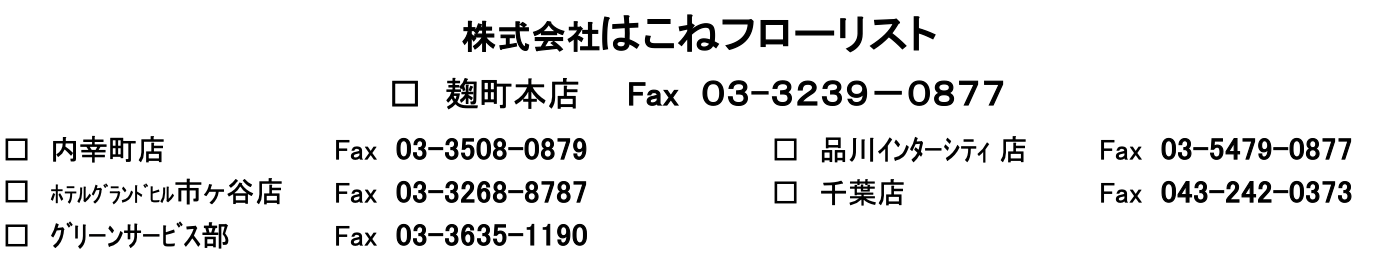 株式会社はこねフローリスト
□ 麹町本店 Fax ０３-３２３９－０８７７
□ 内幸町店 Fax 03-3508-0879 □ 品川ｲﾝﾀｰｼﾃｨ 店 Fax 03-5479-0877
□ ﾎﾃﾙｸﾞﾗﾝﾄﾞﾋﾙ市ヶ谷店 Fax 03-3268-8787 □ 千葉店 Fax 043-242-0373
□ ｸﾞﾘｰﾝｻｰﾋﾞｽ部 Fax 03-3635-1190